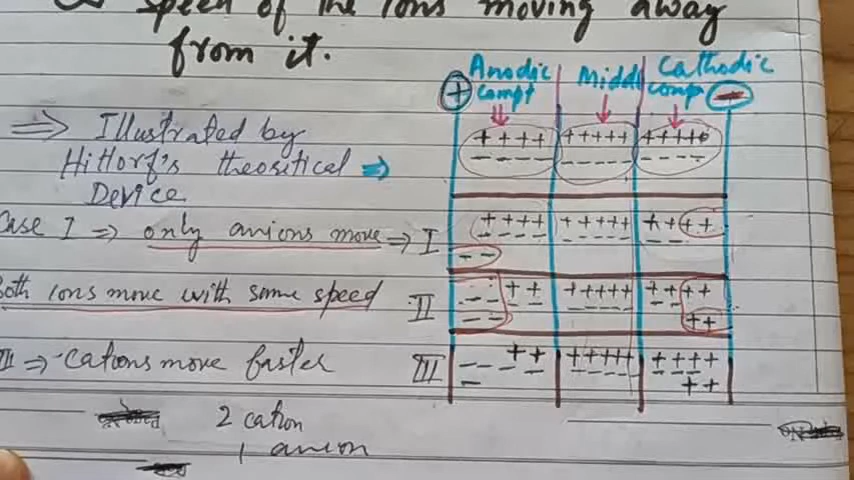 speed of the ions moving away
from it.
Anodic Middl Cathodic
compt compt
⇒ Illustrated by
Hittorf's theoritical ⇒
Device
+ -
++++ +++++ +++++
---- ----- -----
Case I ⇒ only anions move ⇒ I
++++ +++++ ++++
Both ions move with same speed II
III ⇒ cations move faster III
2 cation
1 anion